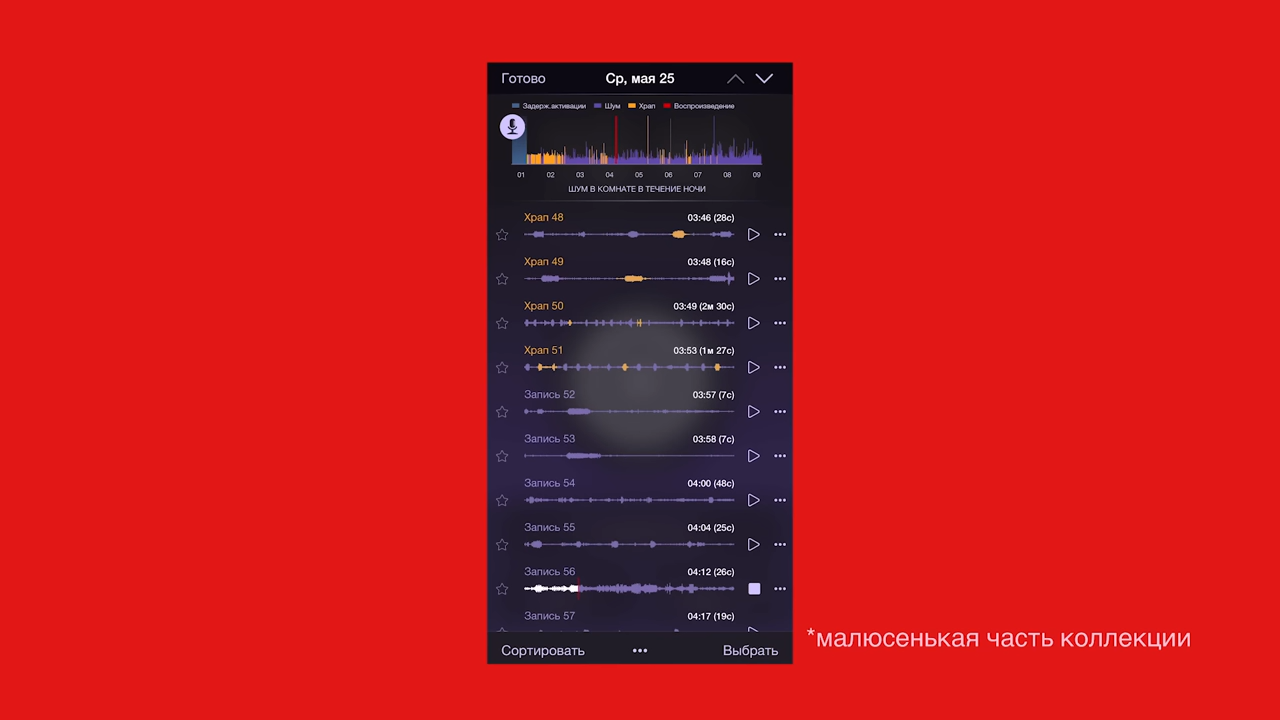 Готово Ср, мая 25
Задерж.активации Шум Храп Воспроизведение
01 02 03 04 05 06 07 08 09
ШУМ В КОМНАТЕ В ТЕЧЕНИЕ НОЧИ
Храп 48 03:46 (28с)
Храп 49 03:48 (16с)
Храп 50 03:49 (2м 30с)
Храп 51 03:53 (1м 27с)
Запись 52 03:57 (7с)
Запись 53 03:58 (7с)
Запись 54 04:00 (48с)
Запись 55 04:04 (25с)
Запись 56 04:12 (26с)
Запись 57 04:17 (19с)
Сортировать ••• Выбрать
*малюсенькая часть коллекции